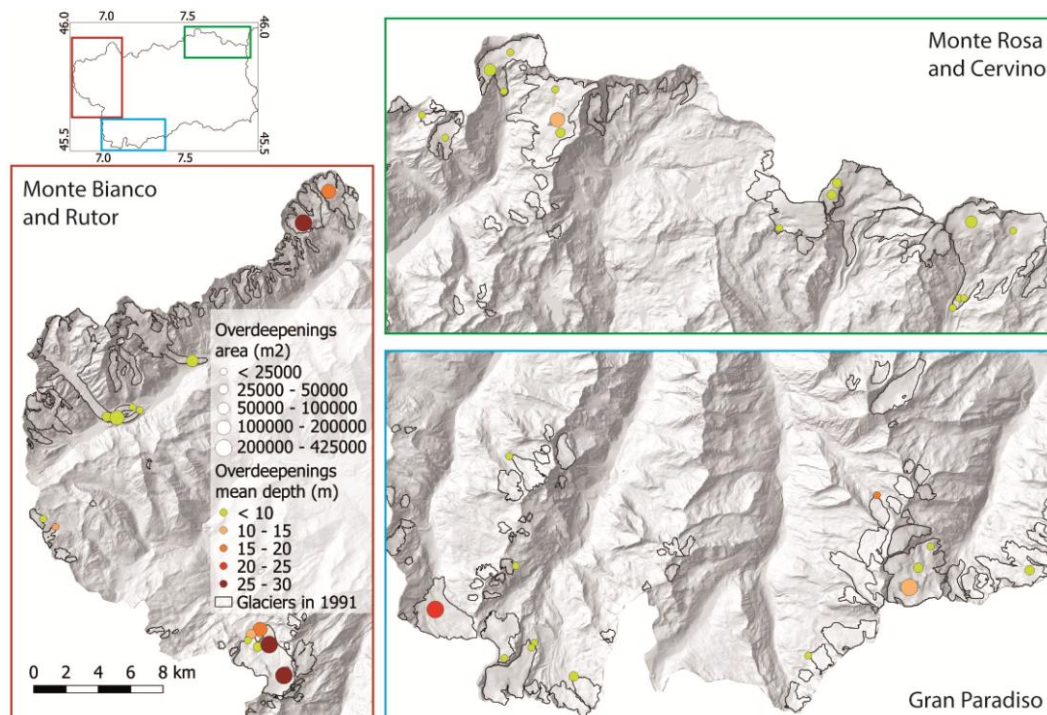 7.0
7.5
46.0
46.0
45.5
45.5
7.0
7.5
Monte Rosa
and Cervino
Monte Bianco
and Rutor
Overdeepenings
area (m2)
< 25000
25000 - 50000
50000 - 100000
100000 - 200000
200000 - 425000
Overdeepenings
mean depth (m)
< 10
10 - 15
15 - 20
20 - 25
25 - 30
Glaciers in 1991
0 2 4 6 8 km
Gran Paradiso